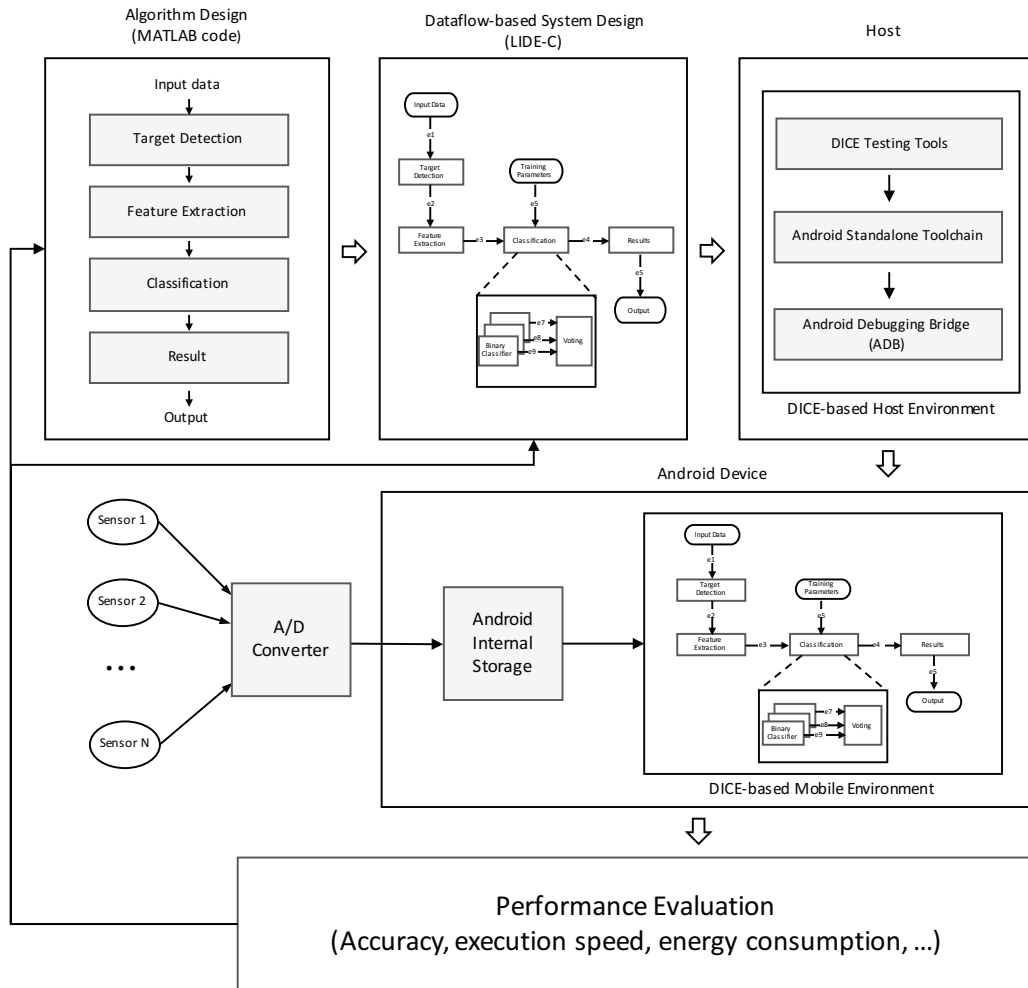 Algorithm Design
(MATLAB code)
Input data
Target Detection
Feature Extraction
Classification
Result
Output
Dataflow-based System Design
(LIDE-C)
Input Data
e1
Target
Detection
e2
Feature
Extraction
e3
Training
Parameters
e5
Classification
e4
Results
e5
Output
e7
e8
e9
Binary
Classifier
Voting
Host
DICE Testing Tools
Android Standalone Toolchain
Android Debugging Bridge
(ADB)
DICE-based Host Environment
Sensor 1
Sensor 2
...
Sensor N
A/D
Converter
Android Device
Android
Internal
Storage
Input Data
e1
Target
Detection
e2
Feature
Extraction
e3
Training
Parameters
e5
Classification
e4
Results
e5
Output
e7
e8
e9
Binary
Classifier
Voting
DICE-based Mobile Environment
Performance Evaluation
(Accuracy, execution speed, energy consumption, ...)